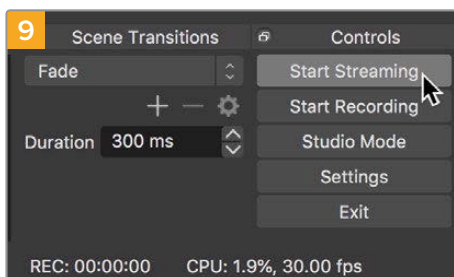 9
Scene Transitions
Controls
Fade
Start Streaming
Start Recording
Duration 300 ms
Studio Mode
Settings
Exit
REC: 00:00:00 CPU: 1.9%, 30.00 fps